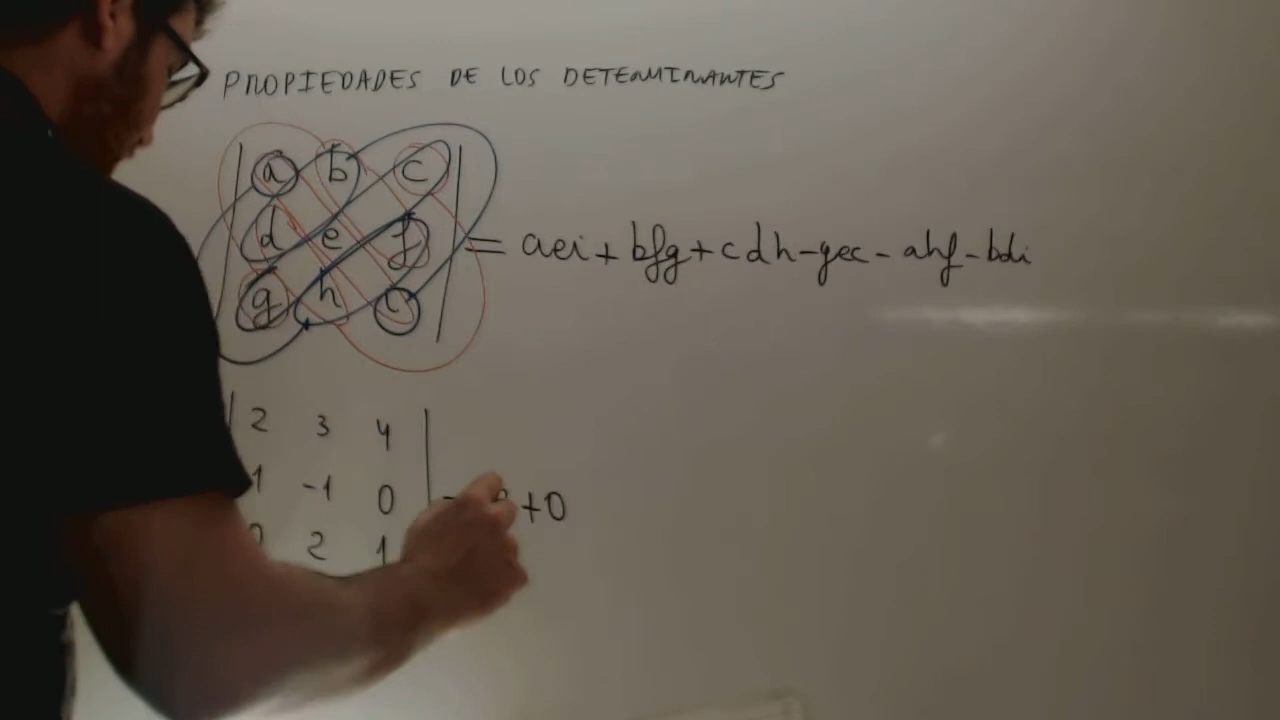 PROPIEDADES DE LOS DETERMINANTES
a b c
d e f = aei + bfg + cdh - gec - ahf - bdi
g h i
2 3 4
1 -1 0 +0
2 1